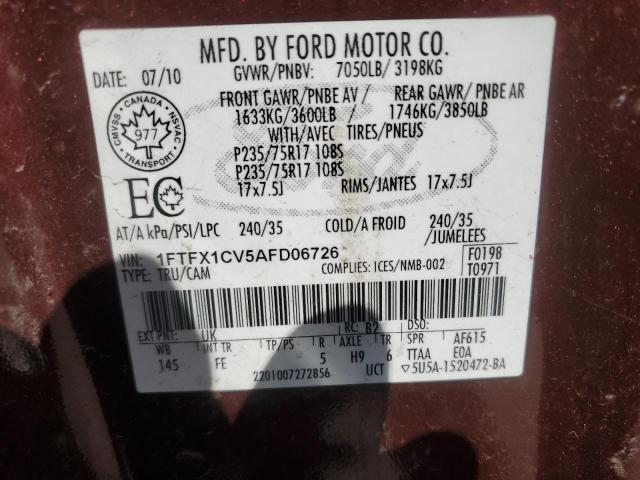 MFD. BY FORD MOTOR CO.
DATE: 07/10
GVWR/PNBV: 7050LB/ 3198KG
FRONT GAWR/PNBE AV / REAR GAWR/ PNBE AR
1633KG/3600LB 1746KG/3850LB
WITH/AVEC TIRES/PNEUS
P235/75R17 108S
P235/75R17 108S
17x7.5J RIMS/JANTES 17x7.5J
CANADA
CMVSS 977 NSVAC
TRANSPORT
EC
AT/A kPa/PSI/LPC 240/35 COLD/A FROID 240/35
/JUMELEES
VIN: 1FTFX1CV5AFD06726 F0198
TYPE: TRU/CAM COMPLIES: ICES/NMB-002 T0971
EXT PNT: UK RC: B2 DSO:
WB INT TR TP/PS R AXLE TR SPR AF615
145 FE 5 H9 6 TTAA EOA
2201007272856 UCT ▽5U5A-1520472-BA